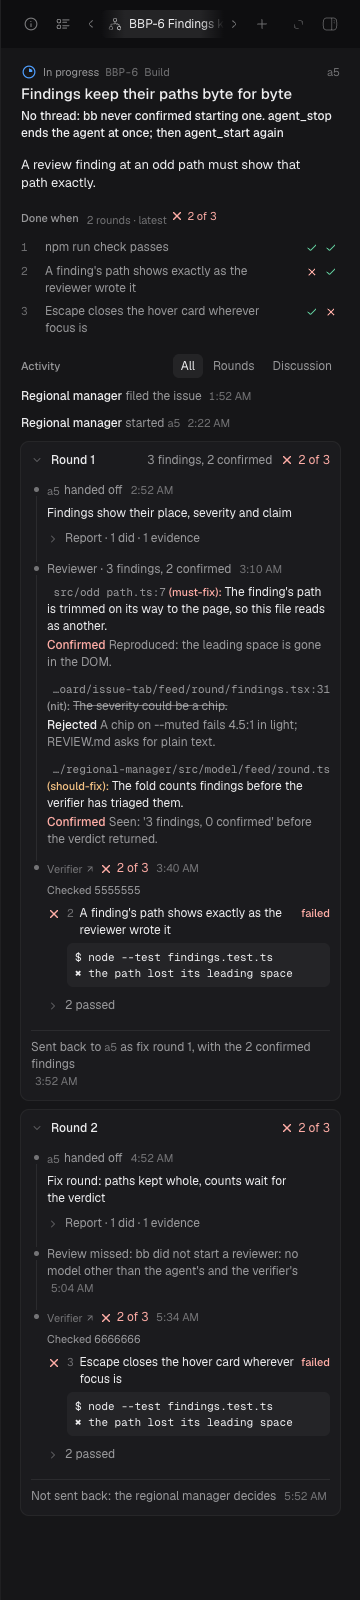 BBP-6 Findings k
In progress BBP-6 Build a5
Findings keep their paths byte for byte
No thread: bb never confirmed starting one. agent_stop
ends the agent at once; then agent_start again
A review finding at an odd path must show that
path exactly.
Done when 2 rounds · latest ✕ 2 of 3
1 npm run check passes ✓ ✓
2 A finding's path shows exactly as the ✕ ✓
reviewer wrote it
3 Escape closes the hover card wherever ✓ ✕
focus is
Activity All Rounds Discussion
Regional manager filed the issue 1:52 AM
Regional manager started a5 2:22 AM
Round 1 3 findings, 2 confirmed ✕ 2 of 3
a5 handed off 2:52 AM
Findings show their place, severity and claim
Report · 1 did · 1 evidence
Reviewer · 3 findings, 2 confirmed 3:10 AM
src/odd path.ts:7 (must-fix): The finding's path
is trimmed on its way to the page, so this file reads
as another.
Confirmed Reproduced: the leading space is gone
in the DOM.
…oard/issue-tab/feed/round/findings.tsx:31
(nit): The severity could be a chip.
Rejected A chip on --muted fails 4.5:1 in light;
REVIEW.md asks for plain text.
…/regional-manager/src/model/feed/round.ts
(should-fix): The fold counts findings before the
verifier has triaged them.
Confirmed Seen: '3 findings, 0 confirmed' before
the verdict returned.
Verifier ↗ ✕ 2 of 3 3:40 AM
Checked 5555555
✕ 2 A finding's path shows exactly as the failed
reviewer wrote it
$ node --test findings.test.ts
✖ the path lost its leading space
2 passed
Sent back to a5 as fix round 1, with the 2 confirmed
findings
3:52 AM
Round 2 ✕ 2 of 3
a5 handed off 4:52 AM
Fix round: paths kept whole, counts wait for
the verdict
Report · 1 did · 1 evidence
Review missed: bb did not start a reviewer: no
model other than the agent's and the verifier's
5:04 AM
Verifier ↗ ✕ 2 of 3 5:34 AM
Checked 6666666
✕ 3 Escape closes the hover card wherever failed
focus is
$ node --test findings.test.ts
✖ the path lost its leading space
2 passed
Not sent back: the regional manager decides 5:52 AM